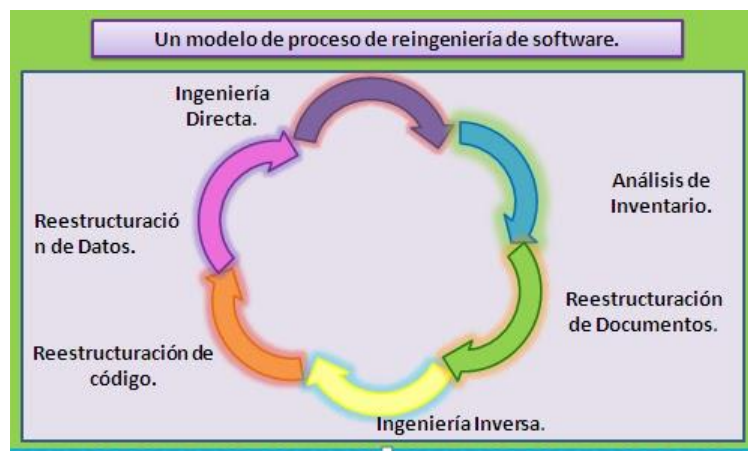 Un modelo de proceso de reingeniería de software.
Ingeniería
Directa.
Análisis de
Inventario.
Reestructuració
n de Datos.
Reestructuración
de Documentos.
Reestructuración de
código.
Ingeniería Inversa.